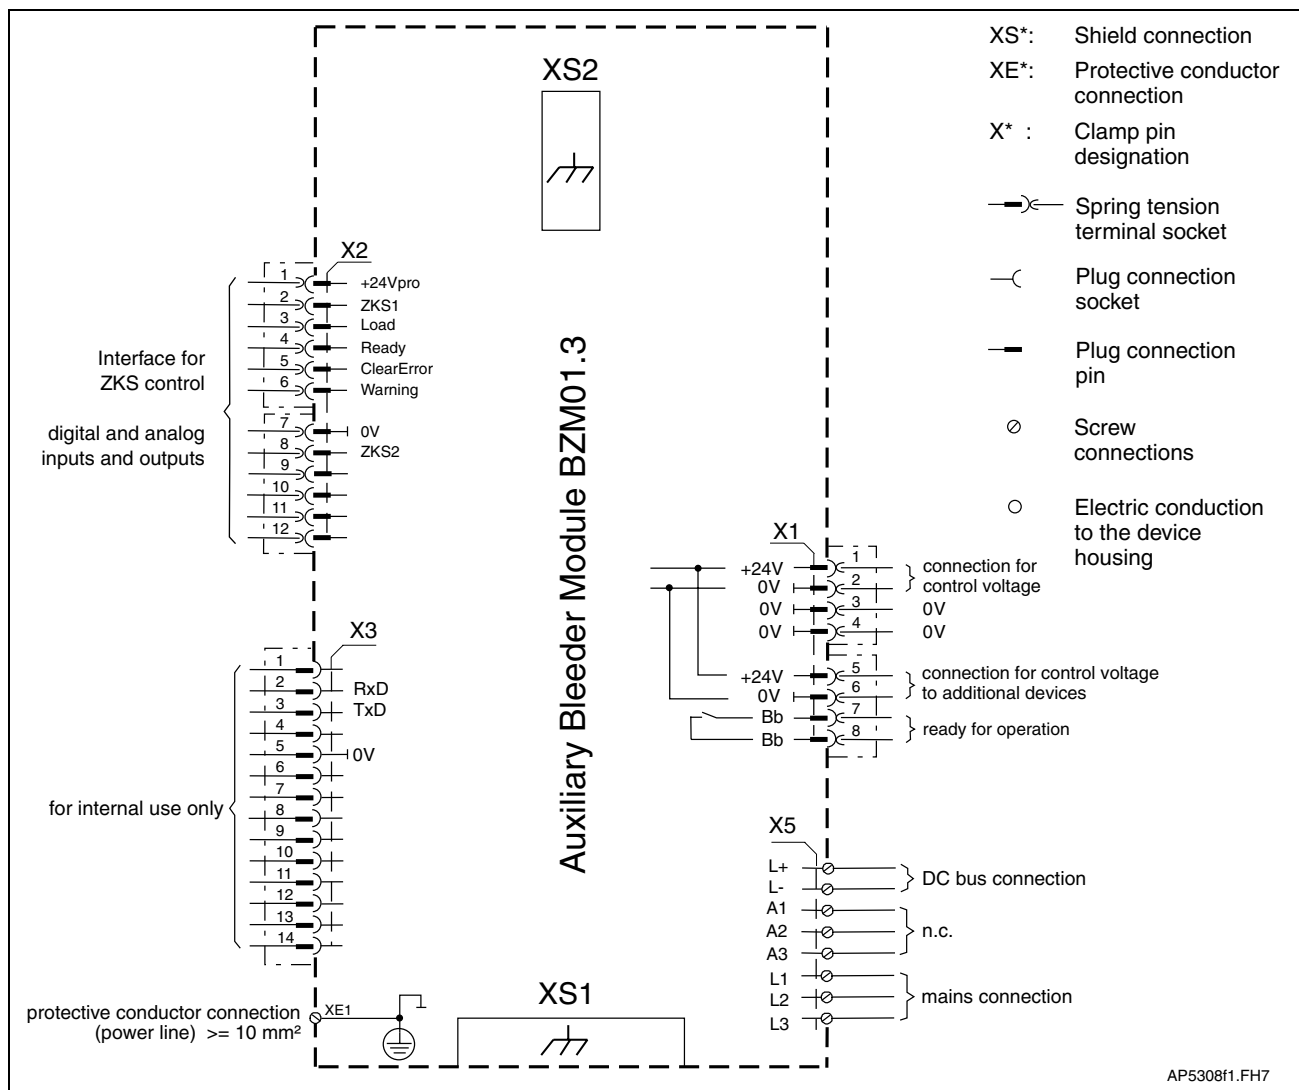 XS2
XS*: Shield connection
XE*: Protective conductor
connection
X* : Clamp pin
designation
Spring tension
terminal socket
Plug connection
socket
Plug connection
pin
Screw
connections
Electric conduction
to the device
housing
X2
1 +24Vpro
2 ZKS1
3 Load
4 Ready
5 ClearError
6 Warning
7 0V
8 ZKS2
9
10
11
12
Interface for
ZKS control
digital and analog
inputs and outputs
Auxiliary Bleeder Module BZM01.3
X3
1
2 RxD
3 TxD
4
5 0V
6
7
8
9
10
11
12
13
14
for internal use only
X1
+24V 1
0V 2
connection for
control voltage
0V 3 0V
0V 4 0V
+24V 5
0V 6
connection for control voltage
to additional devices
Bb 7
Bb 8
ready for operation
X5
L+
L-
DC bus connection
A1
A2
A3
n.c.
L1
L2
L3
mains connection
protective conductor connection
(power line) >= 10 mm²
XE1
XS1
AP5308f1.FH7